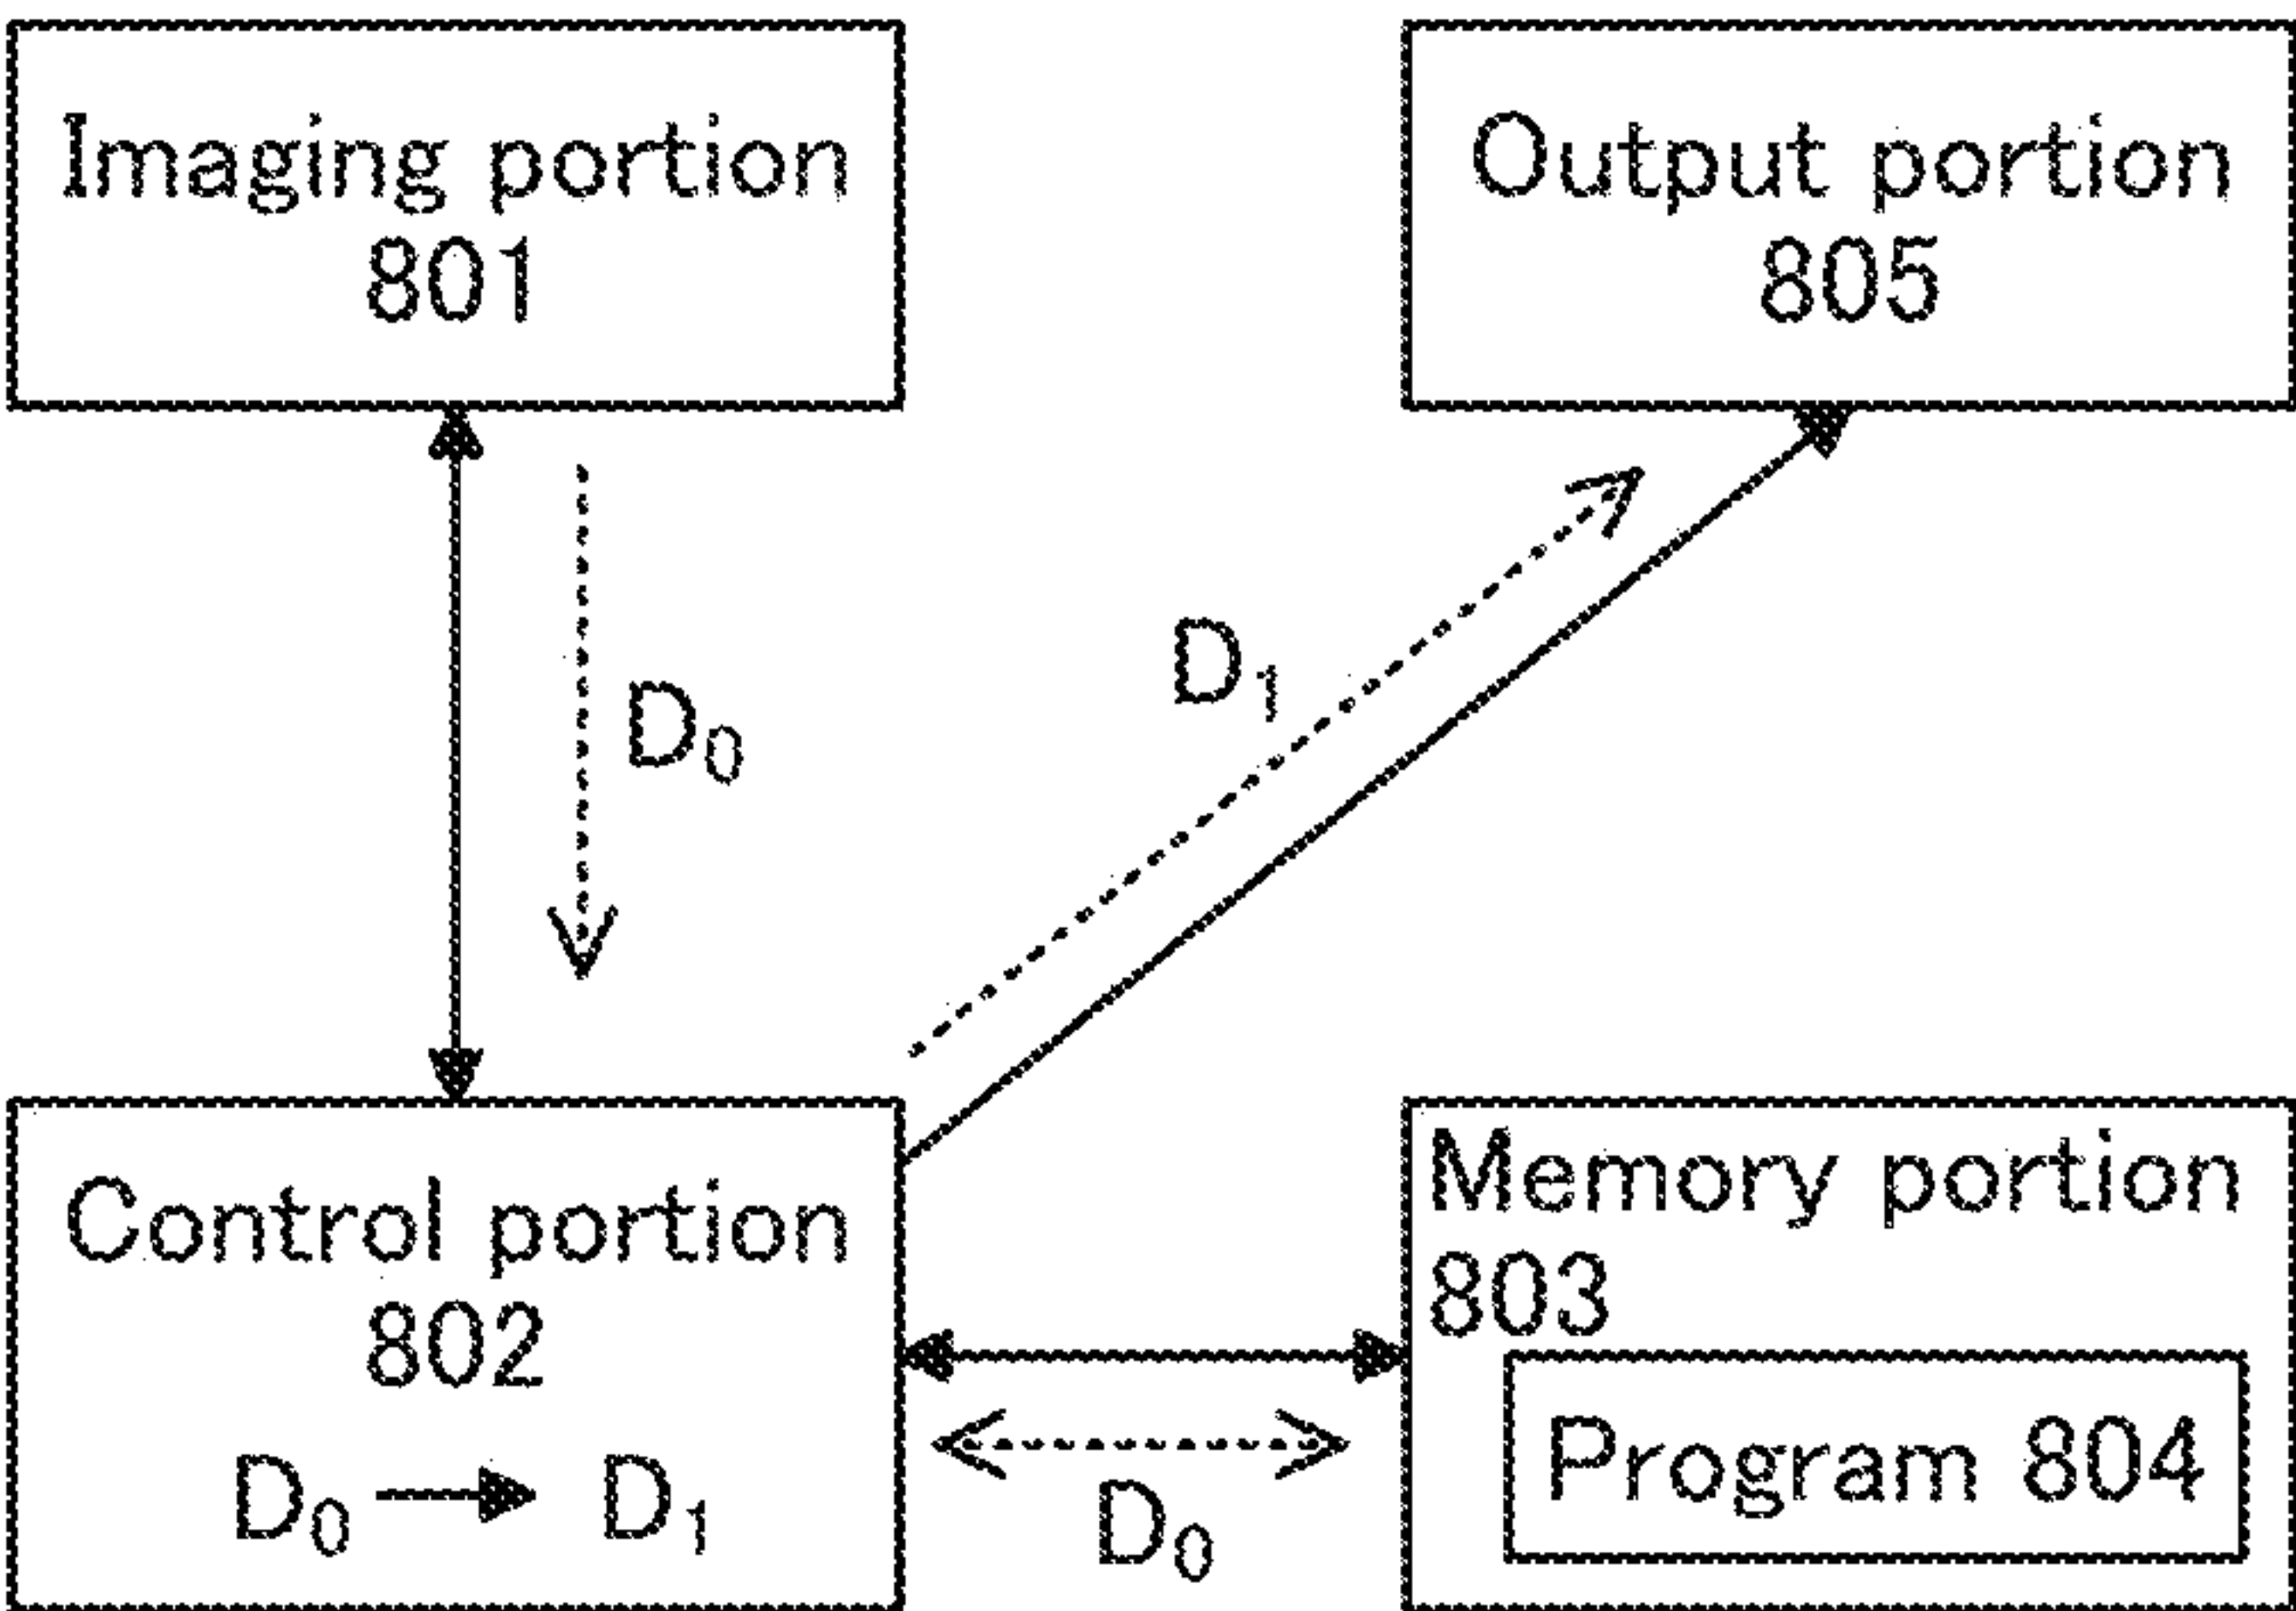 Imaging portion
801
Output portion
805
D₀
D₁
Control portion
802
D₀ → D₁
Memory portion
803
Program 804
D₀